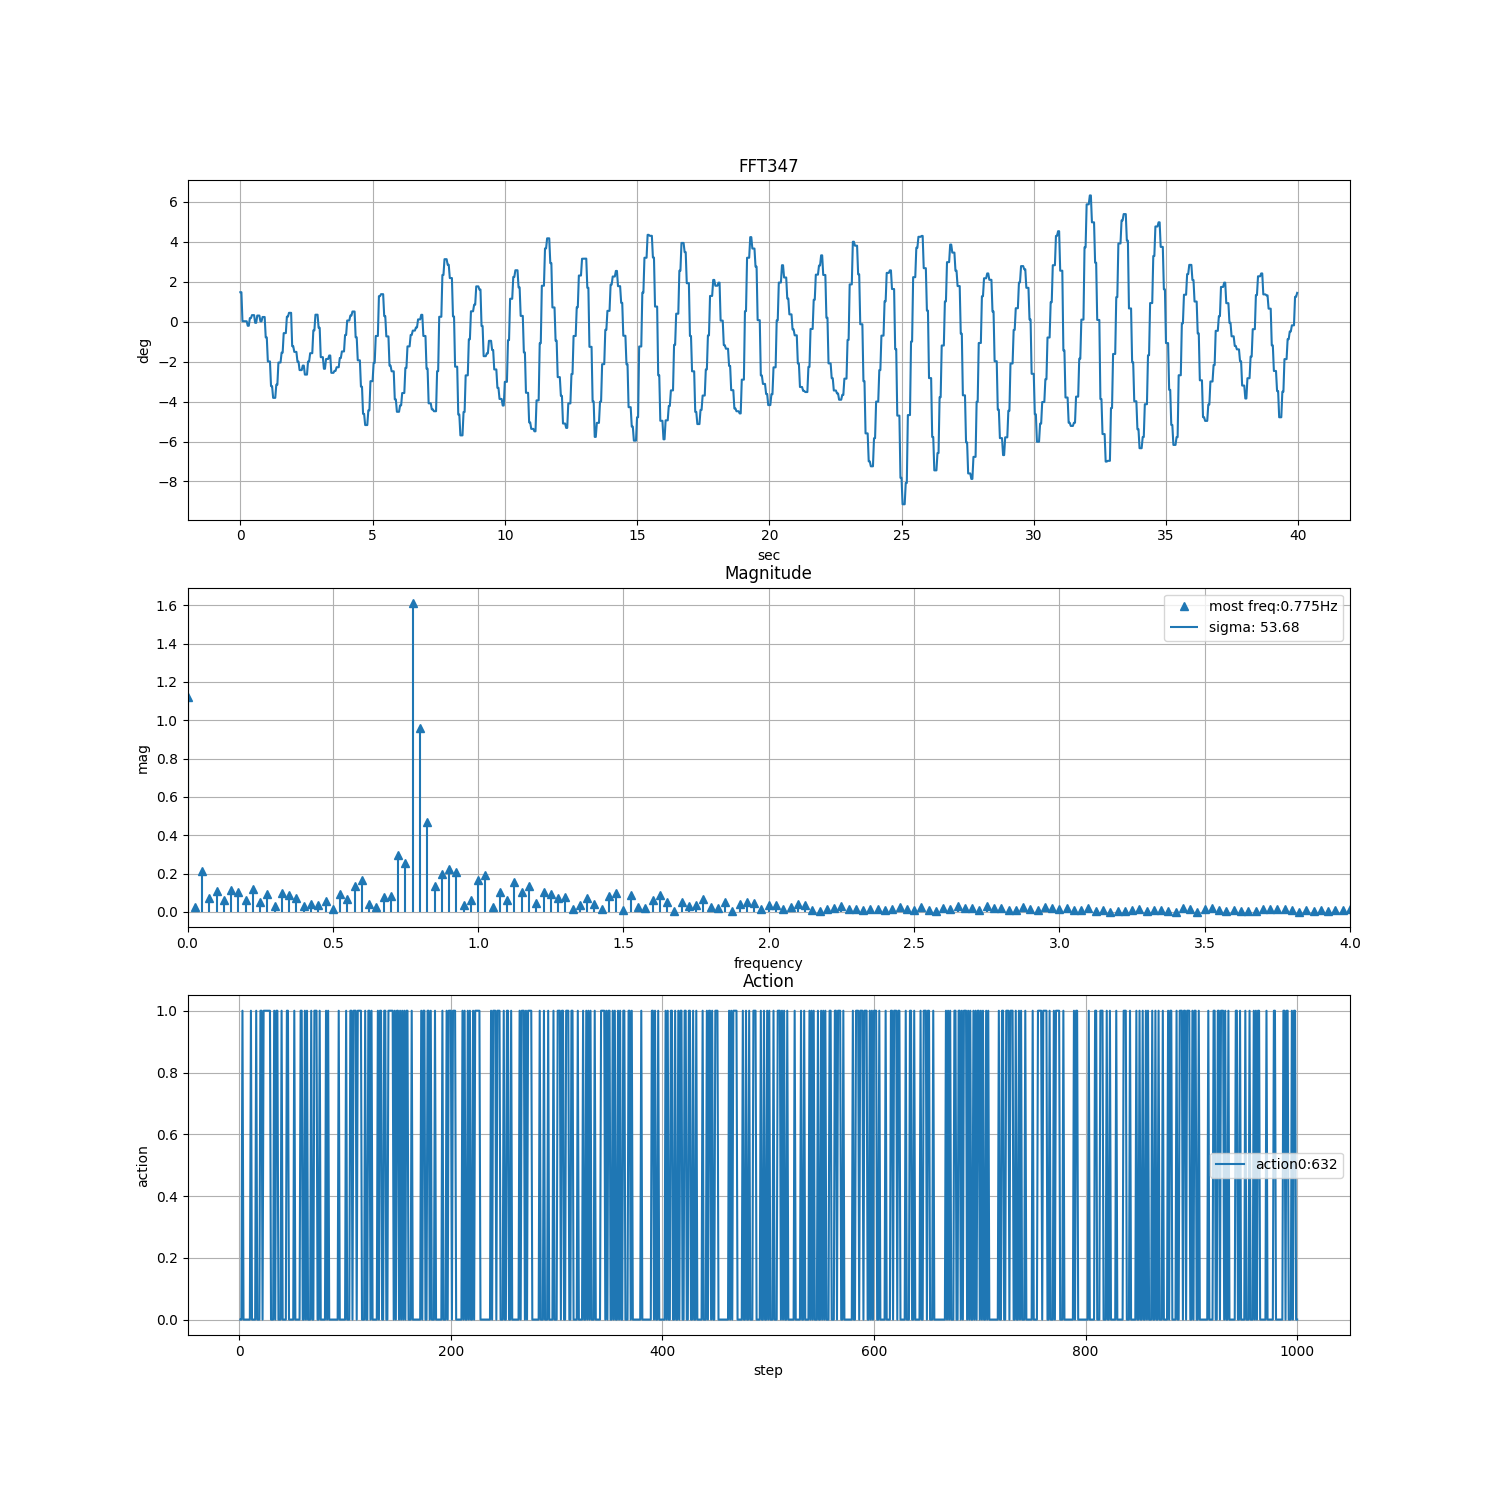 FFT347
6
4
2
0
−2
−4
−6
−8
deg
0 5 10 15 20 25 30 35 40
sec
Magnitude
1.6
1.4
1.2
1.0
0.8
0.6
0.4
0.2
0.0
mag
most freq:0.775Hz
sigma: 53.68
0.0 0.5 1.0 1.5 2.0 2.5 3.0 3.5 4.0
frequency
Action
1.0
0.8
0.6
0.4
0.2
0.0
action
action0:632
0 200 400 600 800 1000
step